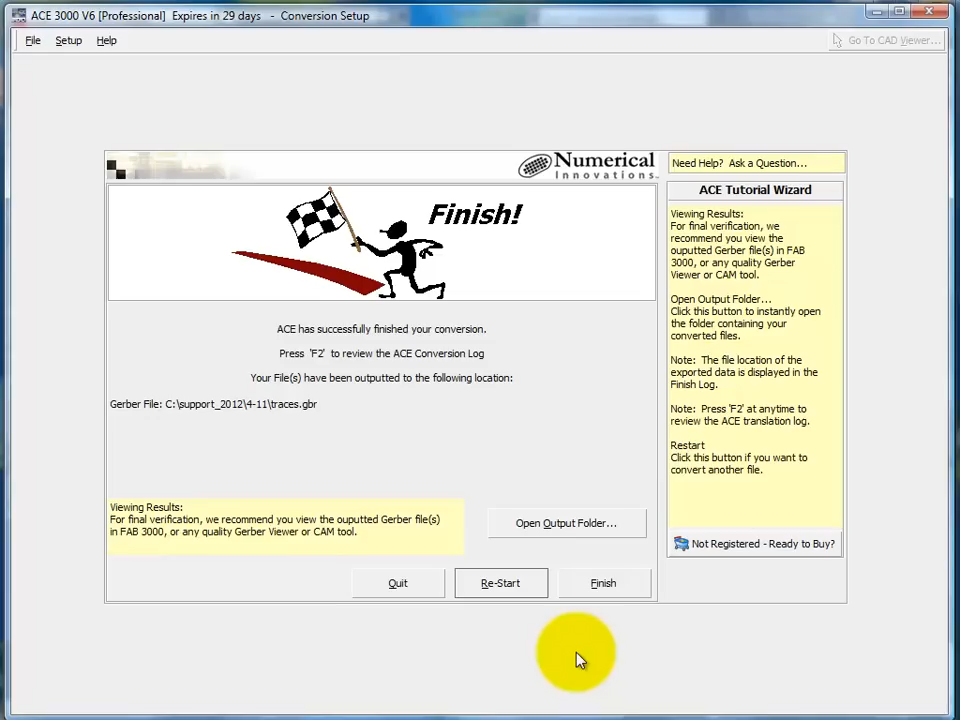 ACE 3000 V6 [Professional]   Expires in 29 days   -  Conversion Setup
File Setup Help Go To CAD Viewer...
Numerical
Innovations.
Need Help?  Ask a Question...
Finish!
ACE has successfully finished your conversion.
Press 'F2' to review the ACE Conversion Log
Your File(s) have been outputted to the following location:
Gerber File: C:\support_2012\4-11\traces.gbr
Viewing Results:
For final verification, we recommend you view the ouputted Gerber file(s)
in FAB 3000, or any quality Gerber Viewer or CAM tool.
Open Output Folder...
Quit Re-Start Finish
ACE Tutorial Wizard
Viewing Results:
For final verification, we
recommend you view the
ouputted Gerber file(s) in FAB
3000, or any quality Gerber
Viewer or CAM tool.
Open Output Folder...
Click this button to instantly open
the folder containing your
converted files.
Note:  The file location of the
exported data is displayed in the
Finish Log.
Note:  Press 'F2' at anytime to
review the ACE translation log.
Restart
Click this button if you want to
convert another file.
Not Registered - Ready to Buy?